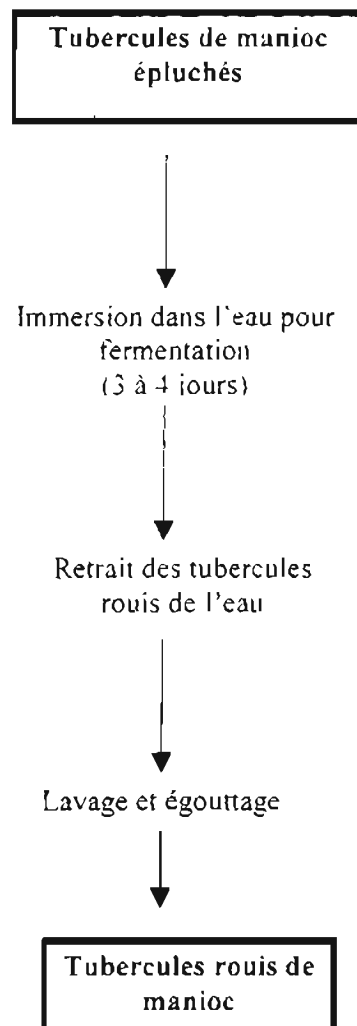 Tubercules de manioc
épluchés
Immersion dans l'eau pour
fermentation
(3 à 4 jours)
Retrait des tubercules
rouis de l'eau
Lavage et égouttage
Tubercules rouis de
manioc